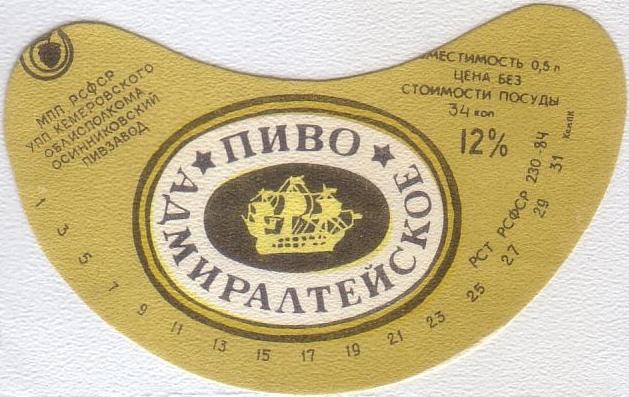 МПП РСФСР
УПП КЕМЕРОВСКОГО
ОБЛИСПОЛКОМА
ОСИННИКОВСКИЙ
ПИВЗАВОД
ВМЕСТИМОСТЬ 0,5 л
ЦЕНА БЕЗ
СТОИМОСТИ ПОСУДЫ
34 коп
12%
★ ПИВО ★
АДМИРАЛТЕЙСКОЕ
РСТ РСФСР 230-84
1 3 5 7 9 11 13 15 17 19 21 23 25 27 29 31